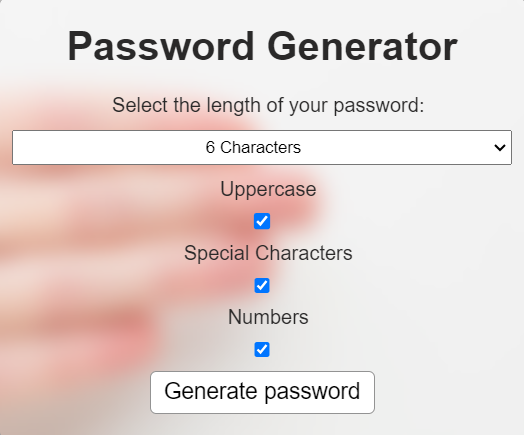 Password Generator
Select the length of your password:
6 Characters
Uppercase
Special Characters
Numbers
Generate password